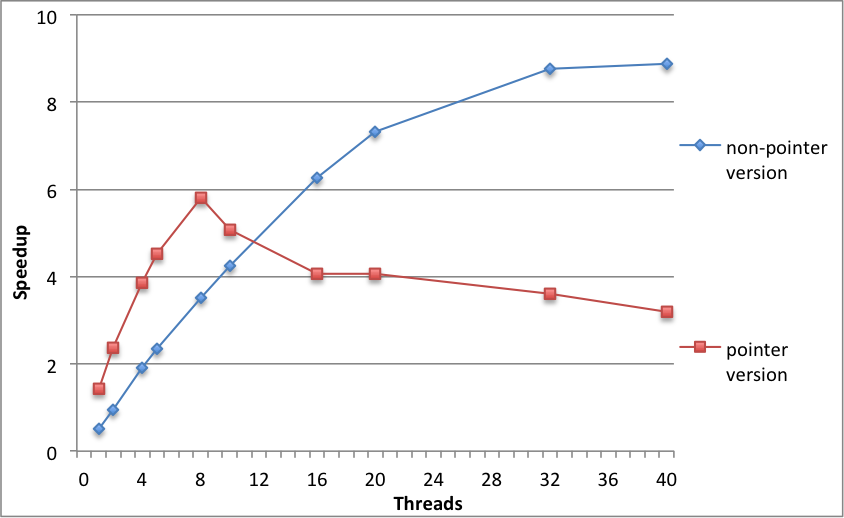 10
8
6
4
2
0
Speedup
0 4 8 12 16 20 24 28 32 36 40
Threads
non-pointer
version
pointer
version